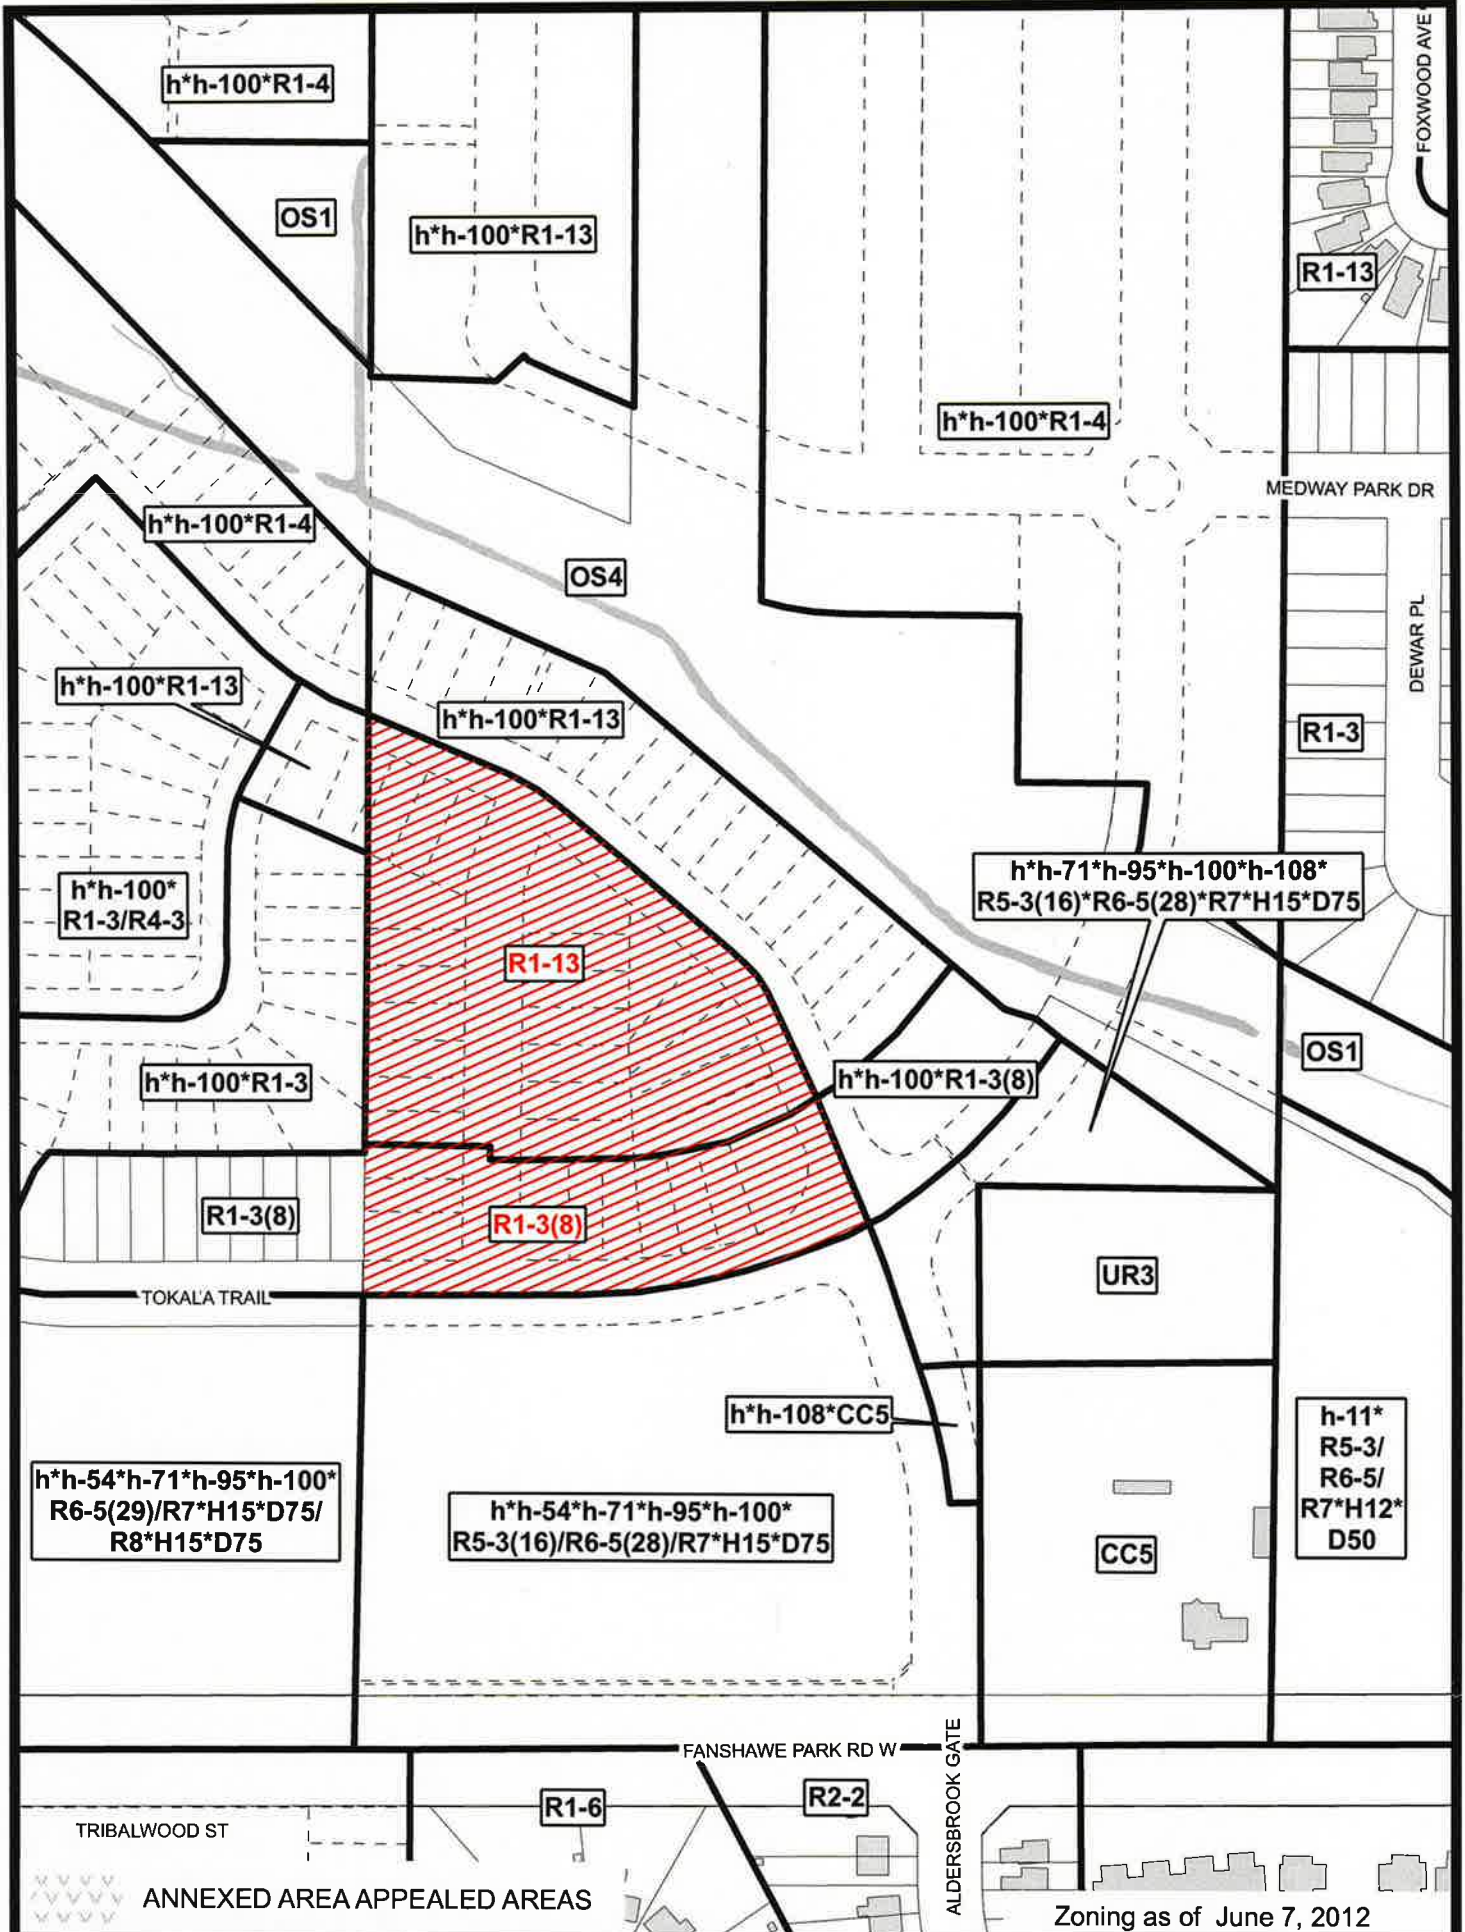 h*h-100*R1-4
FOXWOOD AVE
OS1
h*h-100*R1-13
R1-13
h*h-100*R1-4
MEDWAY PARK DR
h*h-100*R1-4
OS4
DEWAR PL
h*h-100*R1-13
h*h-100*R1-13
R1-3
h*h-71*h-95*h-100*h-108*
R5-3(16)*R6-5(28)*R7*H15*D75
h*h-100*
R1-3/R4-3
R1-13
OS1
h*h-100*R1-3
h*h-100*R1-3(8)
R1-3(8)
R1-3(8)
UR3
TOKALA TRAIL
h*h-108*CC5
h-11*
R5-3/
R6-5/
R7*H12*
D50
h*h-54*h-71*h-95*h-100*
R6-5(29)/R7*H15*D75/
R8*H15*D75
h*h-54*h-71*h-95*h-100*
R5-3(16)/R6-5(28)/R7*H15*D75
CC5
FANSHAWE PARK RD W
ALDERSBROOK GATE
R1-6
R2-2
TRIBALWOOD ST
ANNEXED AREA APPEALED AREAS
Zoning as of June 7, 2012